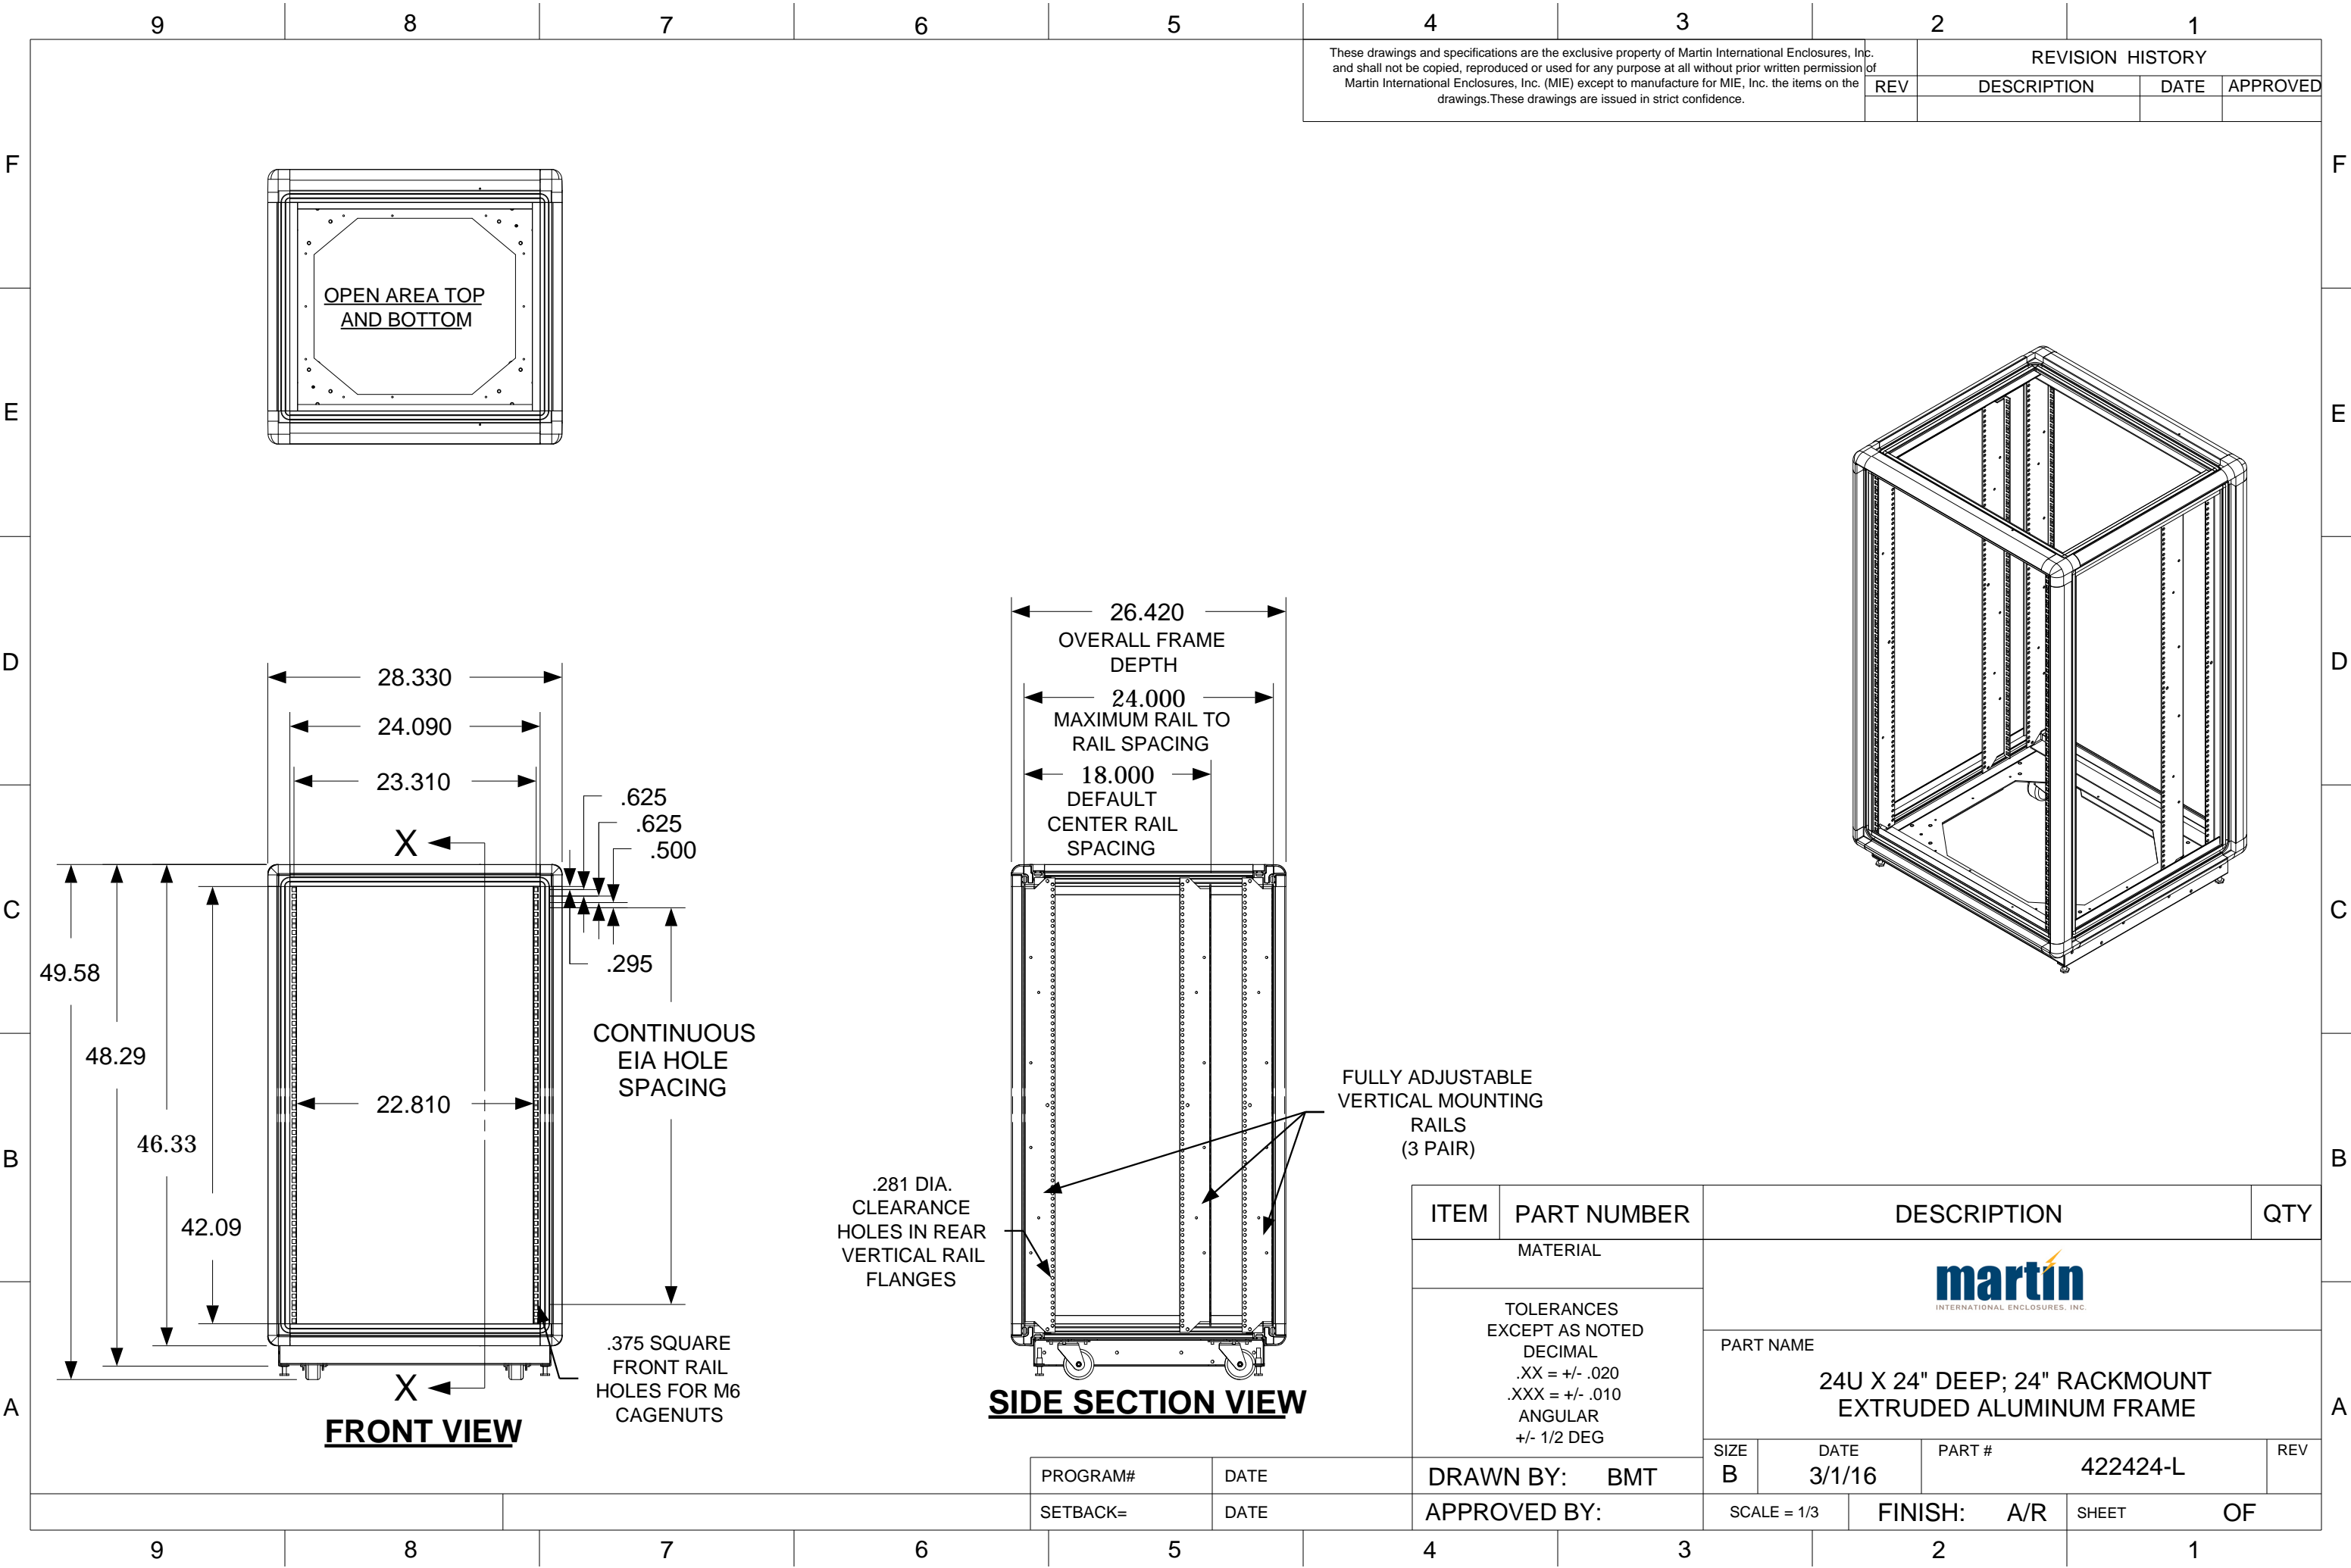 9 8 7 6 5 4 3 2 1
These drawings and specifications are the exclusive property of Martin International Enclosures, Inc.
and shall not be copied, reproduced or used for any purpose at all without prior written permission of
Martin International Enclosures, Inc. (MIE) except to manufacture for MIE, Inc. the items on the
drawings.These drawings are issued in strict confidence.
REVISION HISTORY
REV DESCRIPTION DATE APPROVED
F F
OPEN AREA TOP
AND BOTTOM
E E
D D
26.420
OVERALL FRAME
DEPTH
24.000
MAXIMUM RAIL TO
RAIL SPACING
18.000
DEFAULT
CENTER RAIL
SPACING
28.330
24.090
23.310
.625
.625
.500
X
C C
49.58
.295
CONTINUOUS
EIA HOLE
SPACING
48.29
22.810
46.33
42.09
B B
FULLY ADJUSTABLE
VERTICAL MOUNTING
RAILS
(3 PAIR)
.281 DIA.
CLEARANCE
HOLES IN REAR
VERTICAL RAIL
FLANGES
.375 SQUARE
FRONT RAIL
HOLES FOR M6
CAGENUTS
X
FRONT VIEW
SIDE SECTION VIEW
A A
ITEM PART NUMBER DESCRIPTION QTY
MATERIAL
martin
INTERNATIONAL ENCLOSURES, INC.
TOLERANCES
EXCEPT AS NOTED
DECIMAL
.XX = +/- .020
.XXX = +/- .010
ANGULAR
+/- 1/2 DEG
PART NAME
24U X 24" DEEP; 24" RACKMOUNT
EXTRUDED ALUMINUM FRAME
SIZE DATE PART # REV
B 3/1/16 422424-L
PROGRAM# DATE DRAWN BY: BMT
SETBACK= DATE APPROVED BY: SCALE = 1/3 FINISH: A/R SHEET OF
9 8 7 6 5 4 3 2 1